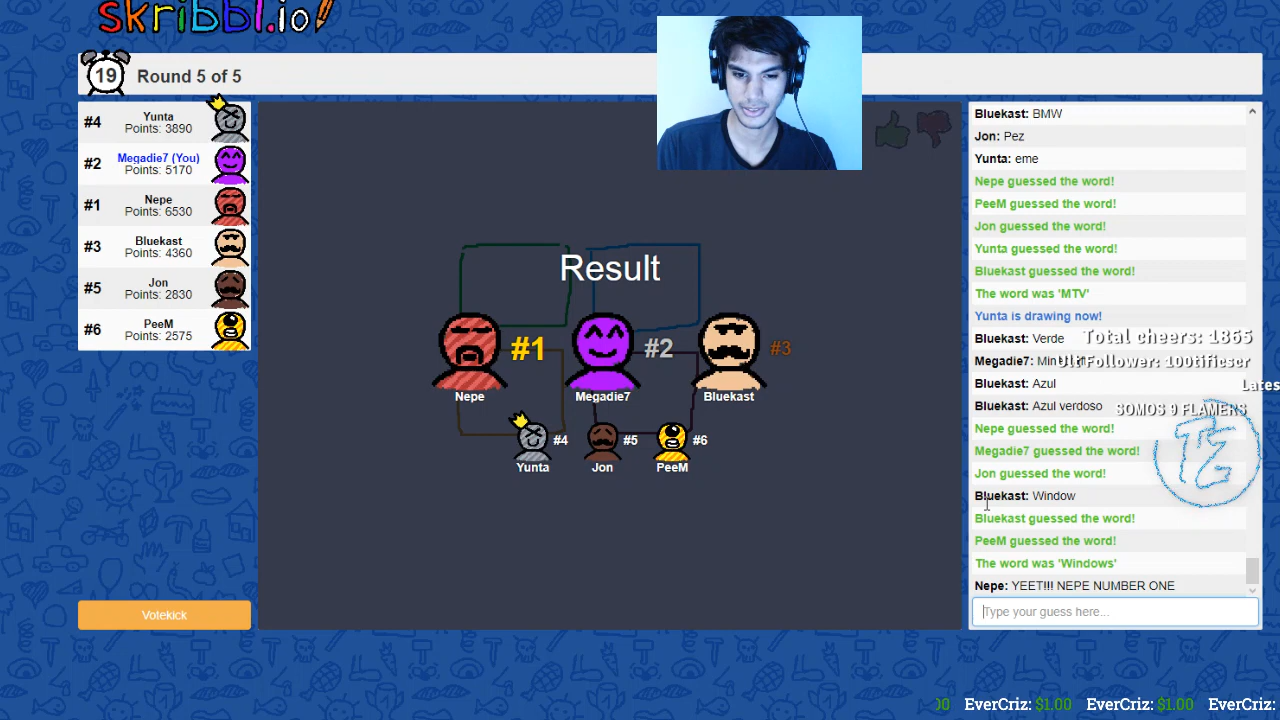 skribbl.io
19
Round 5 of 5
#4
Yunta
Points: 3890
#2
Megadie7 (You)
Points: 5170
#1
Nepe
Points: 6530
#3
Bluekast
Points: 4360
#5
Jon
Points: 2830
#6
PeeM
Points: 2575
Votekick
Result
#1
#2
#3
Nepe
Megadie7
Bluekast
#4
#5
#6
Yunta
Jon
PeeM
Bluekast: BMW
Jon: Pez
Yunta: eme
Nepe guessed the word!
PeeM guessed the word!
Jon guessed the word!
Yunta guessed the word!
Bluekast guessed the word!
The word was 'MTV'
Yunta is drawing now!
Bluekast: Verde
Total cheers: 1865
Megadie7:
Ult Follower: 100tificscr
Bluekast: Azul
Lates
Bluekast: Azul verdoso
SOMOS 9 FLAMERS
Nepe guessed the word!
Megadie7 guessed the word!
Jon guessed the word!
Bluekast: Window
Bluekast guessed the word!
PeeM guessed the word!
The word was 'Windows'
Nepe: YEET!!! NEPE NUMBER ONE
Type your guess here...
00 EverCriz: $1.00 EverCriz: $1.00 EverCriz: